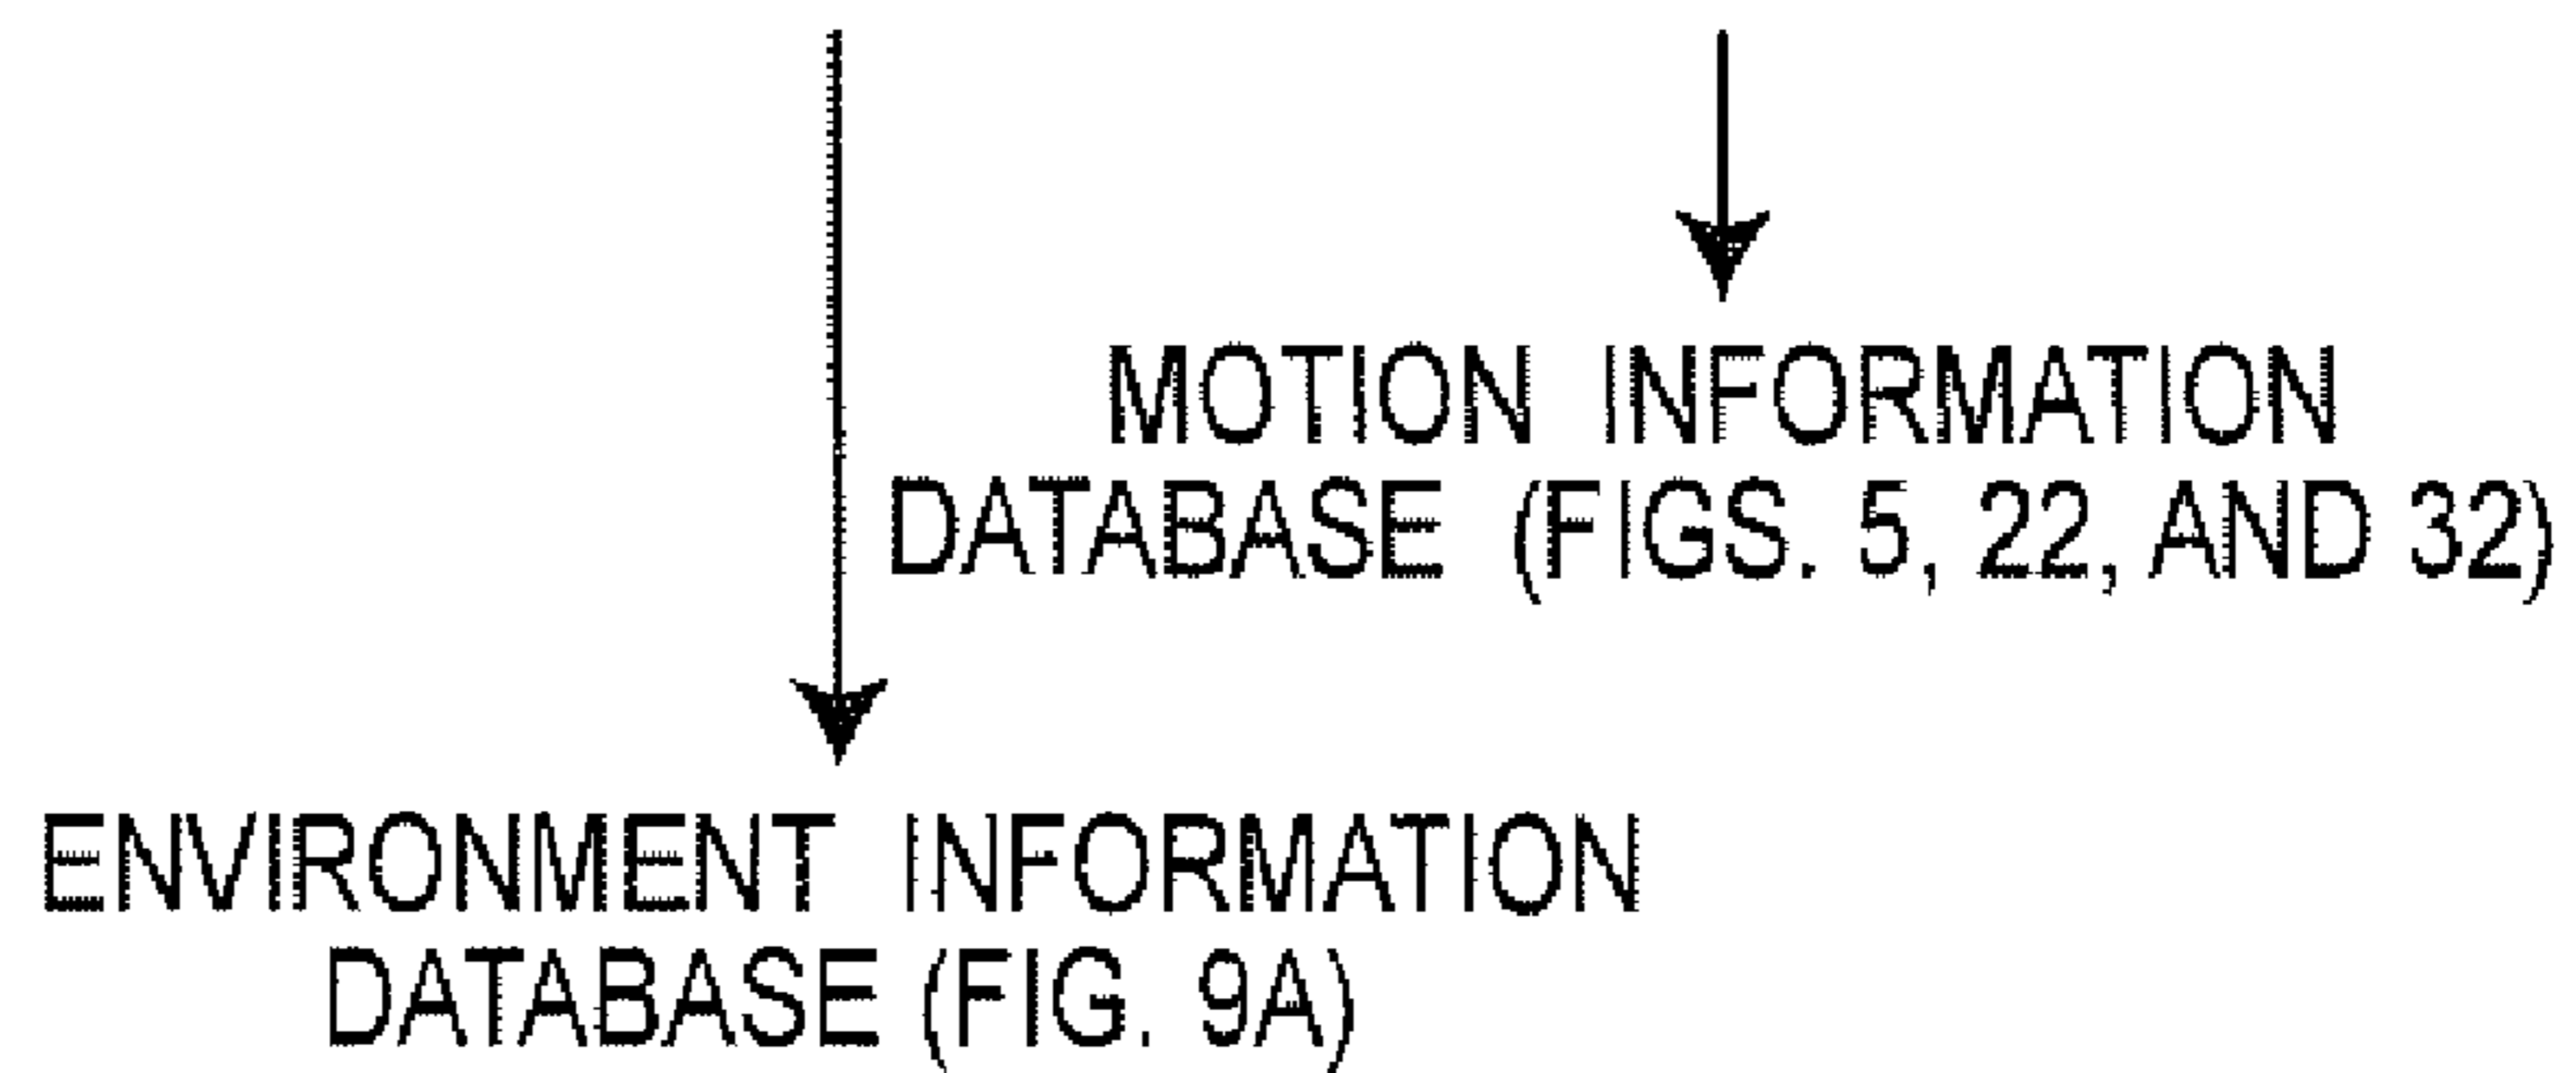 MOTION INFORMATION
DATABASE (FIGS. 5, 22, AND 32)
ENVIRONMENT INFORMATION
DATABASE (FIG. 9A)